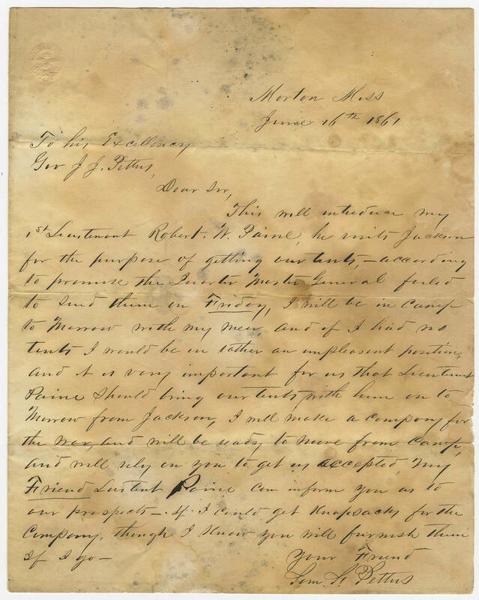 Morton Miss
June 16th 1861
To his Excellency
Gov J. J. Pettus,
Dear Sir,
This will introduce my
1st Lieutenant Robert. W. Paine, he visits Jackson
for the purpose of getting our tents, — according
to promise the Quarter Master General failed
to send them on Friday, I will be in Camp
to Morrow with my men, and if I had no
tents I would be in rather an unpleasent position,
and it is very important for us that Lieutenant
Paine should bring our tents with him on to
Morrow from Jackson, I will make a company for
the War, and will be ready to move from Camp,
and will rely on you to get us accepted, My
Friend Lieutent Paine can inform you as to
our prospects — if I could get Knapsacks for the
Company, though I know you will furnish them
if I go —
Your Friend
Pettus